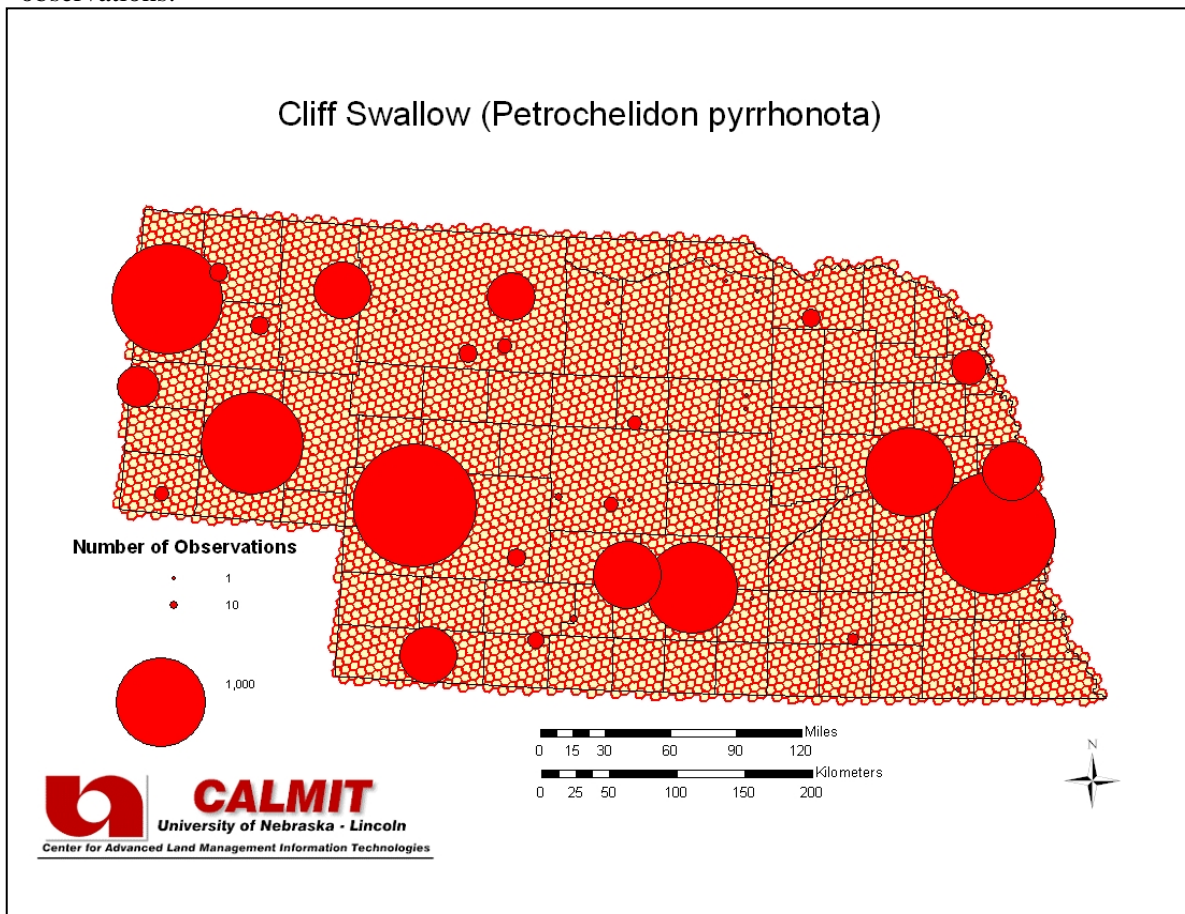 observations.
Cliff Swallow (Petrochelidon pyrrhonota)
Number of Observations
1
10
1,000
Miles
0 15 30 60 90 120
Kilometers
0 25 50 100 150 200
N
CALMIT
University of Nebraska - Lincoln
Center for Advanced Land Management Information Technologies